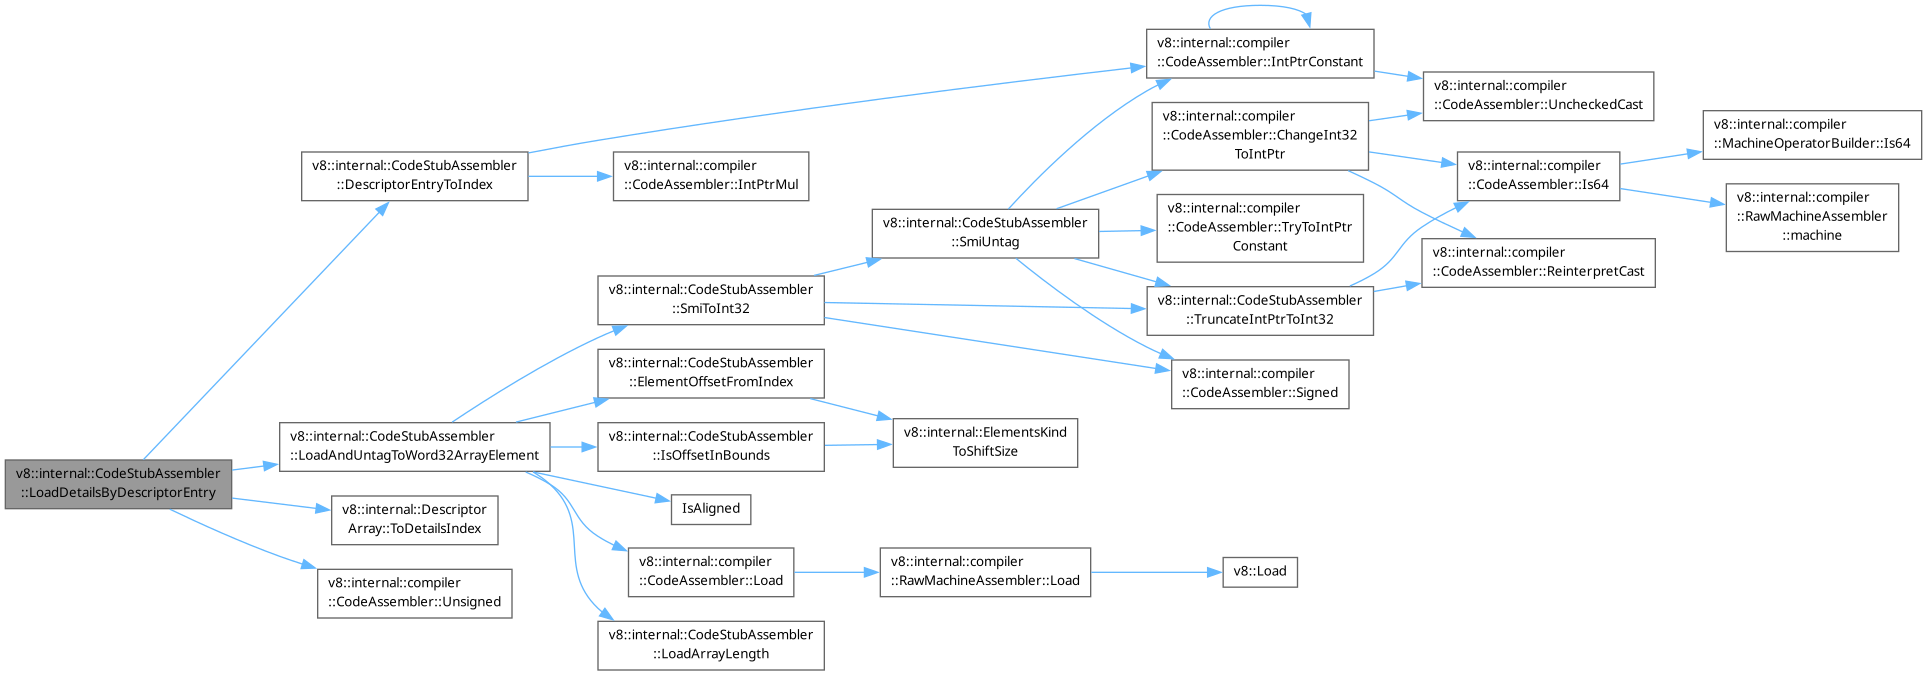 v8::internal::CodeStubAssembler
::LoadDetailsByDescriptorEntry
v8::internal::CodeStubAssembler
::DescriptorEntryToIndex
v8::internal::compiler
::CodeAssembler::IntPtrMul
v8::internal::compiler
::CodeAssembler::IntPtrConstant
v8::internal::compiler
::CodeAssembler::UncheckedCast
v8::internal::CodeStubAssembler
::LoadAndUntagToWord32ArrayElement
v8::internal::CodeStubAssembler
::SmiToInt32
v8::internal::CodeStubAssembler
::SmiUntag
v8::internal::compiler
::CodeAssembler::ChangeInt32
ToIntPtr
v8::internal::compiler
::CodeAssembler::Is64
v8::internal::compiler
::MachineOperatorBuilder::Is64
v8::internal::compiler
::RawMachineAssembler
::machine
v8::internal::compiler
::CodeAssembler::ReinterpretCast
v8::internal::compiler
::CodeAssembler::TryToIntPtr
Constant
v8::internal::CodeStubAssembler
::TruncateIntPtrToInt32
v8::internal::compiler
::CodeAssembler::Signed
v8::internal::CodeStubAssembler
::ElementOffsetFromIndex
v8::internal::ElementsKind
ToShiftSize
v8::internal::CodeStubAssembler
::IsOffsetInBounds
IsAligned
v8::internal::compiler
::CodeAssembler::Load
v8::internal::compiler
::RawMachineAssembler::Load
v8::Load
v8::internal::CodeStubAssembler
::LoadArrayLength
v8::internal::Descriptor
Array::ToDetailsIndex
v8::internal::compiler
::CodeAssembler::Unsigned